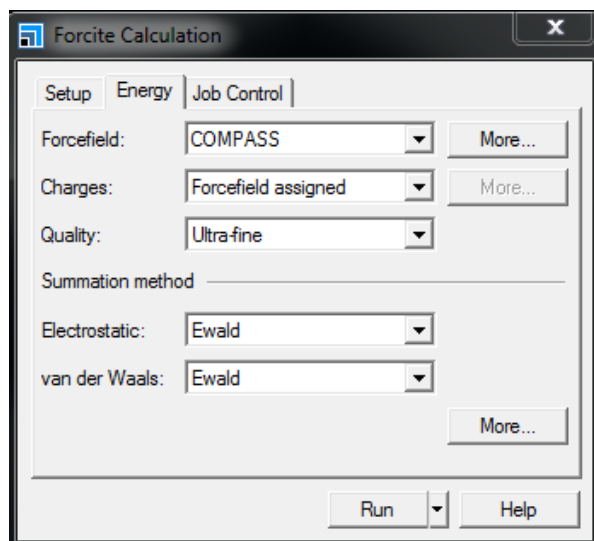 Forcite Calculation
Setup Energy Job Control
Forcefield: COMPASS More...
Charges: Forcefield assigned More...
Quality: Ultra-fine
Summation method
Electrostatic: Ewald
van der Waals: Ewald
More...
Run Help